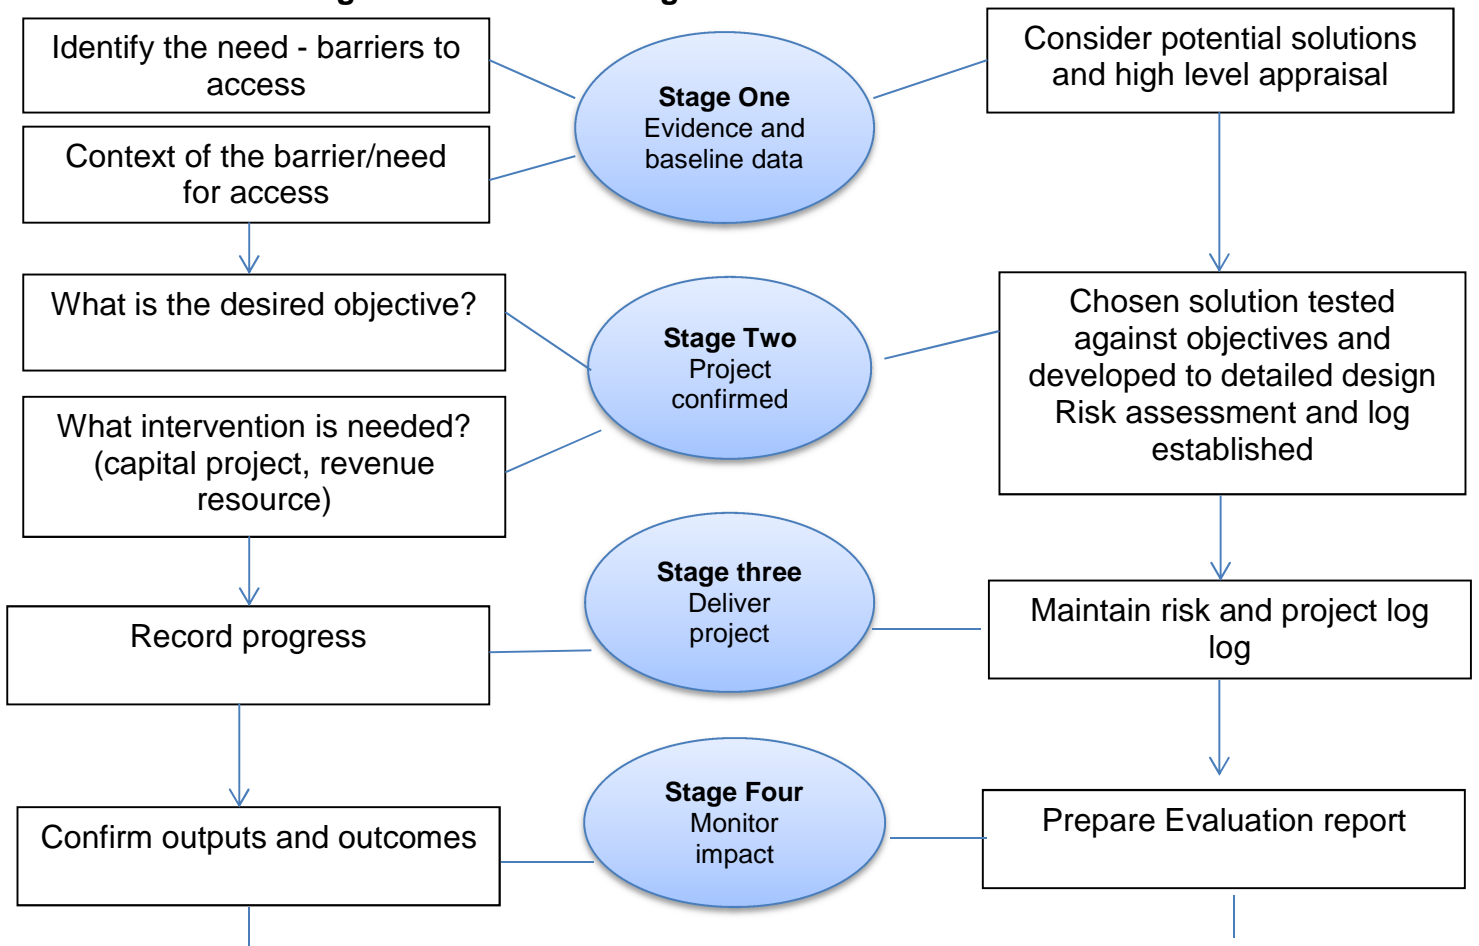 Identify the need - barriers to
access
Context of the barrier/need
for access
Stage One
Evidence and
baseline data
Consider potential solutions
and high level appraisal
What is the desired objective?
What intervention is needed?
(capital project, revenue
resource)
Stage Two
Project
confirmed
Chosen solution tested
against objectives and
developed to detailed design
Risk assessment and log
established
Record progress
Stage three
Deliver
project
Maintain risk and project log
log
Confirm outputs and outcomes
Stage Four
Monitor
impact
Prepare Evaluation report